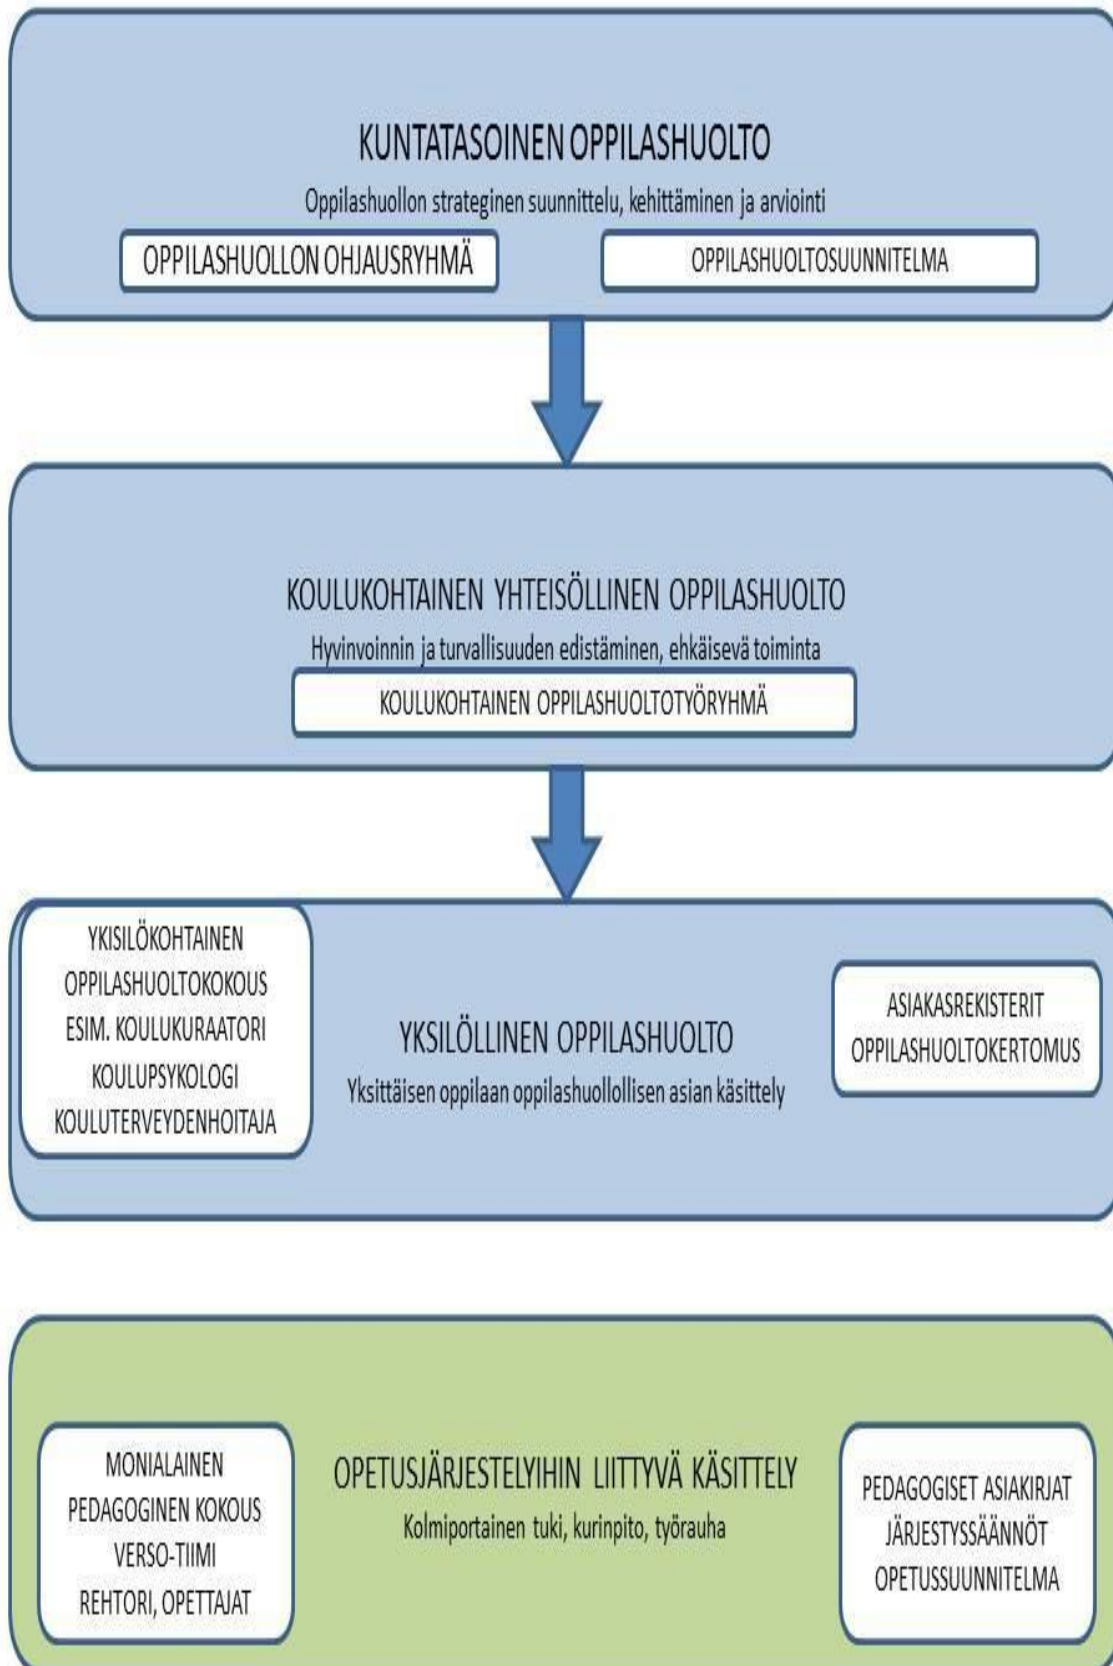 KUNTATASOINEN OPPILASHUOLTO
Oppilashuollon strateginen suunnittelu, kehittäminen ja arviointi
OPPILASHUOLLON OHJAUSRYHMÄ
OPPILASHUOLTOSUUNNITELMA
KOULUKOHTAINEN YHTEISÖLLINEN OPPILASHUOLTO
Hyvinvoinnin ja turvallisuuden edistäminen, ehkäisevä toiminta
KOULUKOHTAINEN OPPILASHUOLTOTYÖRYHMÄ
YKISILÖKOHTAINEN
OPPILASHUOLTOKOKOUS
ESIM. KOULUKURAATORI
KOULUPSYKOLOGI
KOULUTERVEYDENHOITAJA
YKSILÖLLINEN OPPILASHUOLTO
Yksittäisen oppilaan oppilashuollollisen asian käsittely
ASIAKASREKISTERIT
OPPILASHUOLTOKERTOMUS
MONIALAINEN
PEDAGOGINEN KOKOUS
VERSO-TIIMI
REHTORI, OPETTAJAT
OPETUSJÄRJESTELYIHIN LIITTYVÄ KÄSITTELY
Kolmiportainen tuki, kurinpito, työrauha
PEDAGOGISET ASIAKIRJAT
JÄRJESTYSSÄÄNNÖT
OPETUSSUUNNITELMA